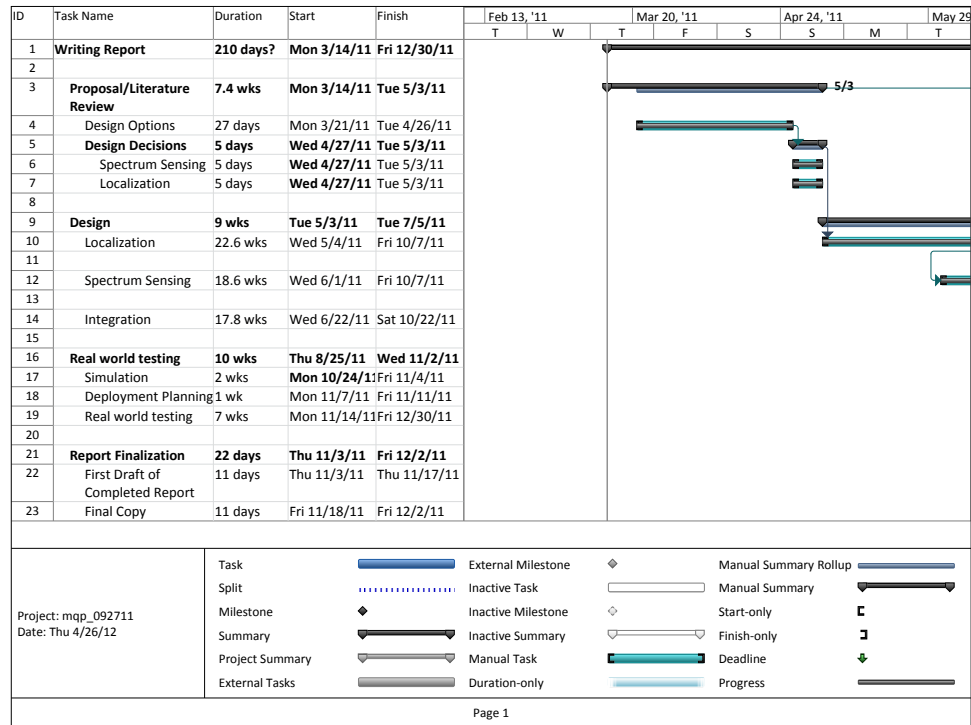 ID Task Name Duration Start Finish Feb 13, '11 Mar 20, '11 Apr 24, '11 May 29
T W T F S S M T
1 Writing Report 210 days? Mon 3/14/11 Fri 12/30/11
2
3 Proposal/Literature Review 7.4 wks Mon 3/14/11 Tue 5/3/11 5/3
4 Design Options 27 days Mon 3/21/11 Tue 4/26/11
5 Design Decisions 5 days Wed 4/27/11 Tue 5/3/11
6 Spectrum Sensing 5 days Wed 4/27/11 Tue 5/3/11
7 Localization 5 days Wed 4/27/11 Tue 5/3/11
8
9 Design 9 wks Tue 5/3/11 Tue 7/5/11
10 Localization 22.6 wks Wed 5/4/11 Fri 10/7/11
11
12 Spectrum Sensing 18.6 wks Wed 6/1/11 Fri 10/7/11
13
14 Integration 17.8 wks Wed 6/22/11 Sat 10/22/11
15
16 Real world testing 10 wks Thu 8/25/11 Wed 11/2/11
17 Simulation 2 wks Mon 10/24/11 Fri 11/4/11
18 Deployment Planning 1 wk Mon 11/7/11 Fri 11/11/11
19 Real world testing 7 wks Mon 11/14/11 Fri 12/30/11
20
21 Report Finalization 22 days Thu 11/3/11 Fri 12/2/11
22 First Draft of Completed Report 11 days Thu 11/3/11 Thu 11/17/11
23 Final Copy 11 days Fri 11/18/11 Fri 12/2/11
Project: mqp_092711
Date: Thu 4/26/12
Task External Milestone Manual Summary Rollup
Split Inactive Task Manual Summary
Milestone Inactive Milestone Start-only
Summary Inactive Summary Finish-only
Project Summary Manual Task Deadline
External Tasks Duration-only Progress
Page 1